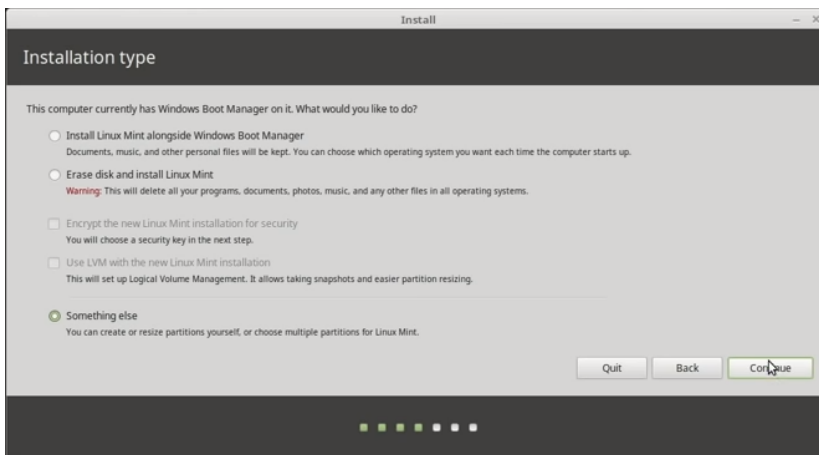 Install
Installation type
This computer currently has Windows Boot Manager on it. What would you like to do?
Install Linux Mint alongside Windows Boot Manager
Documents, music, and other personal files will be kept. You can choose which operating system you want each time the computer starts up.
Erase disk and install Linux Mint
Warning: This will delete all your programs, documents, photos, music, and any other files in all operating systems.
Encrypt the new Linux Mint installation for security
You will choose a security key in the next step.
Use LVM with the new Linux Mint installation
This will set up Logical Volume Management. It allows taking snapshots and easier partition resizing.
Something else
You can create or resize partitions yourself, or choose multiple partitions for Linux Mint.
Quit Back Continue